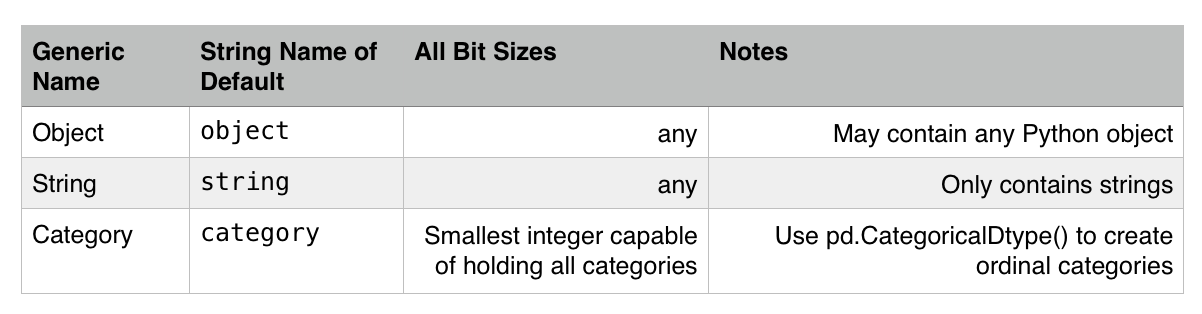 Generic Name
String Name of Default
All Bit Sizes
Notes
Object
object
any
May contain any Python object
String
string
any
Only contains strings
Category
category
Smallest integer capable
of holding all categories
Use pd.CategoricalDtype() to create
ordinal categories